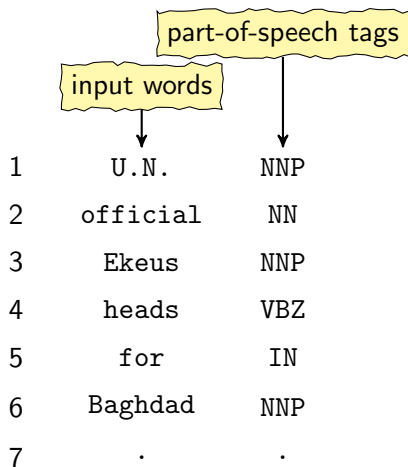 part-of-speech tags
input words
1 U.N. NNP
2 official NN
3 Ekeus NNP
4 heads VBZ
5 for IN
6 Baghdad NNP
7 . .